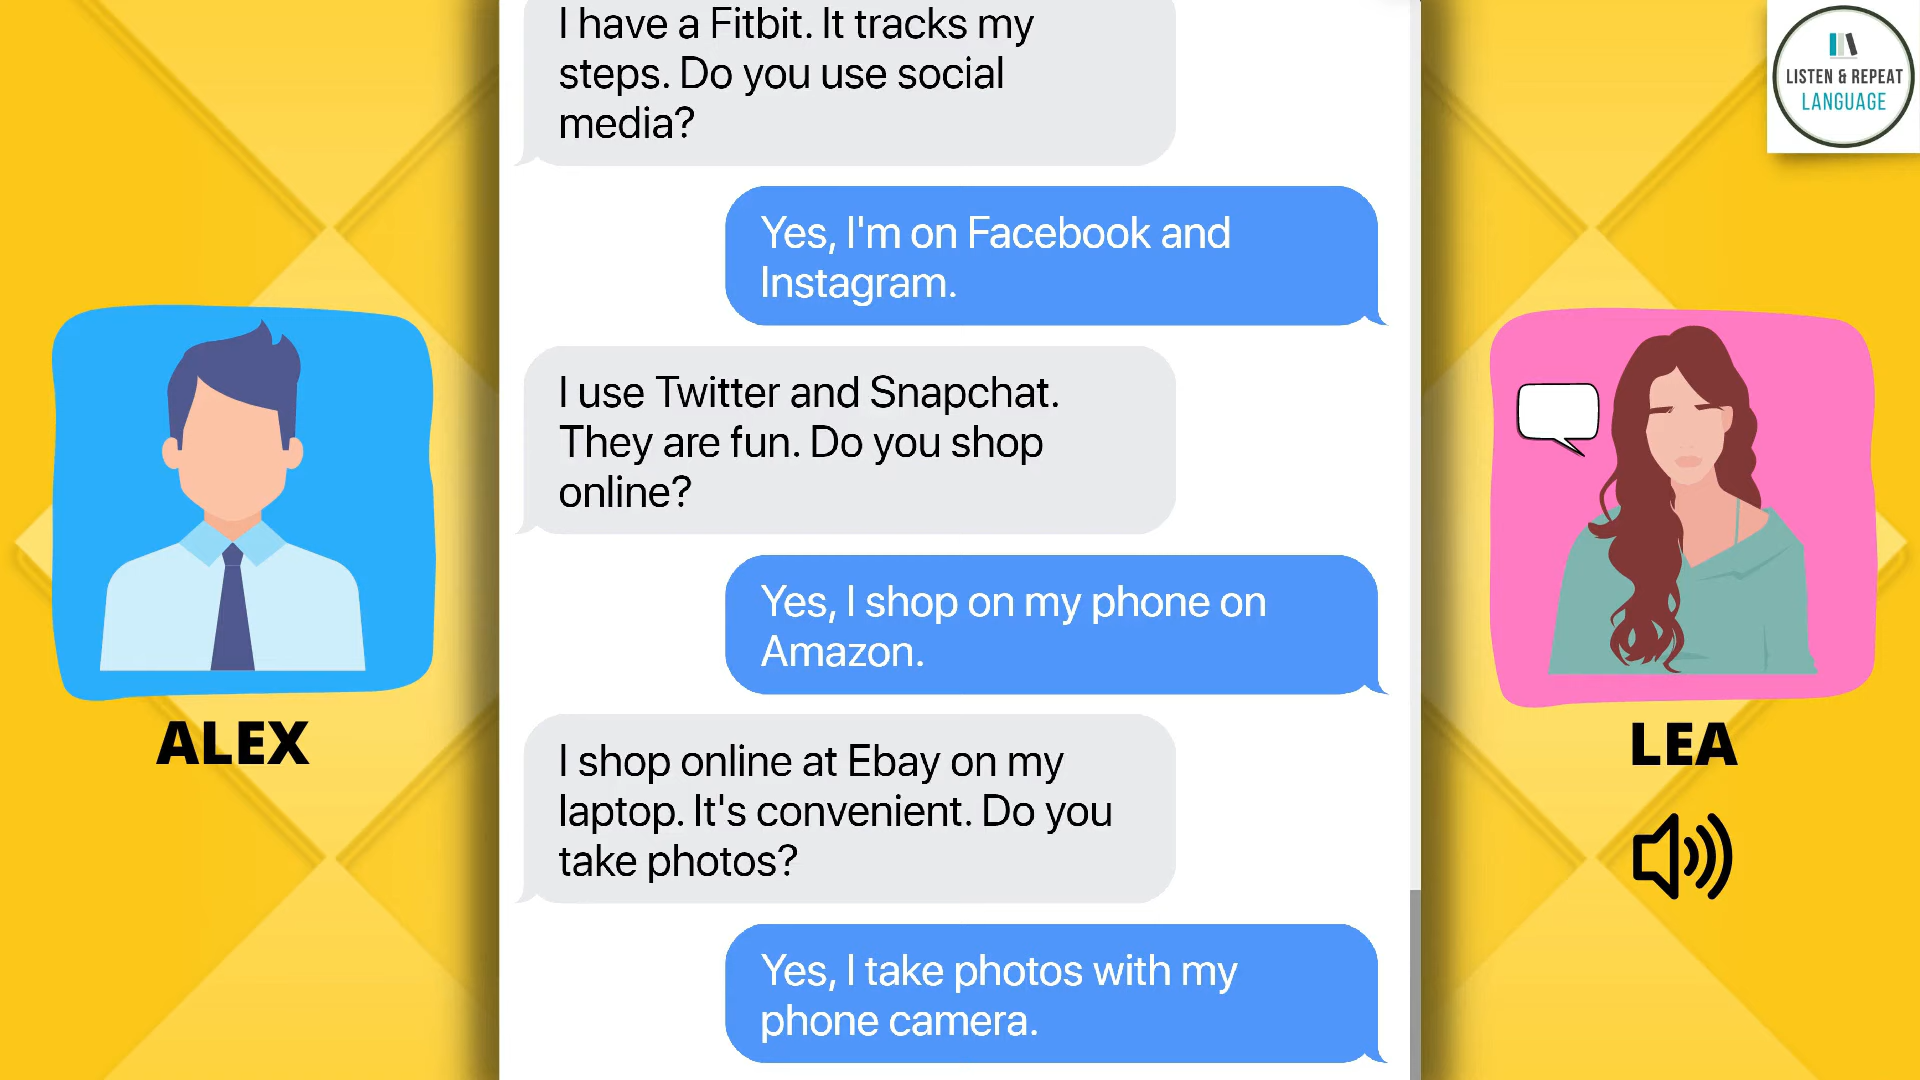 I have a Fitbit. It tracks my
steps. Do you use social
media?
Yes, I'm on Facebook and
Instagram.
I use Twitter and Snapchat.
They are fun. Do you shop
online?
Yes, I shop on my phone on
Amazon.
I shop online at Ebay on my
laptop. It's convenient. Do you
take photos?
Yes, I take photos with my
phone camera.
ALEX
LEA
LISTEN & REPEAT
LANGUAGE